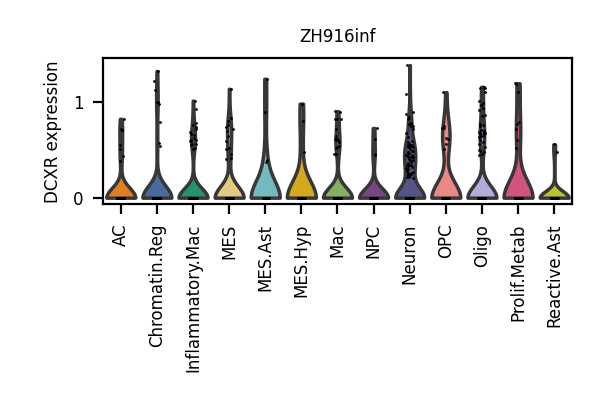 ZH916inf
DCXR expression
1
0
AC
Chromatin.Reg
Inflammatory.Mac
MES
MES.Ast
MES.Hyp
Mac
NPC
Neuron
OPC
Oligo
Prolif.Metab
Reactive.Ast